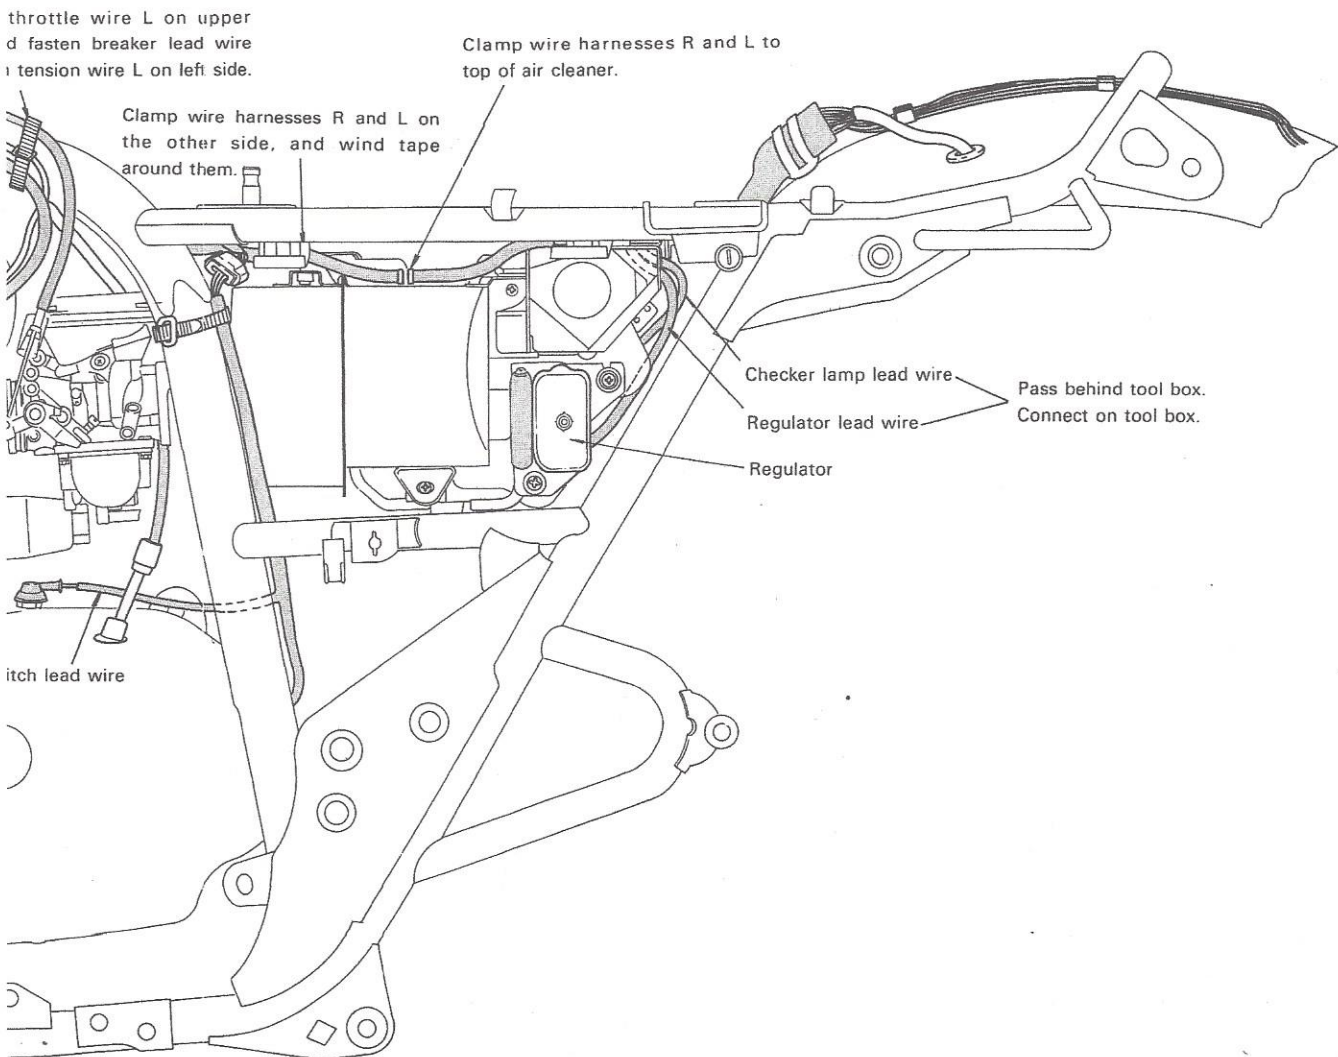 throttle wire L on upper
d fasten breaker lead wire
tension wire L on left side.
Clamp wire harnesses R and L to
top of air cleaner.
Clamp wire harnesses R and L on
the other side, and wind tape
around them.
Checker lamp lead wire
Regulator lead wire
Pass behind tool box.
Connect on tool box.
Regulator
itch lead wire